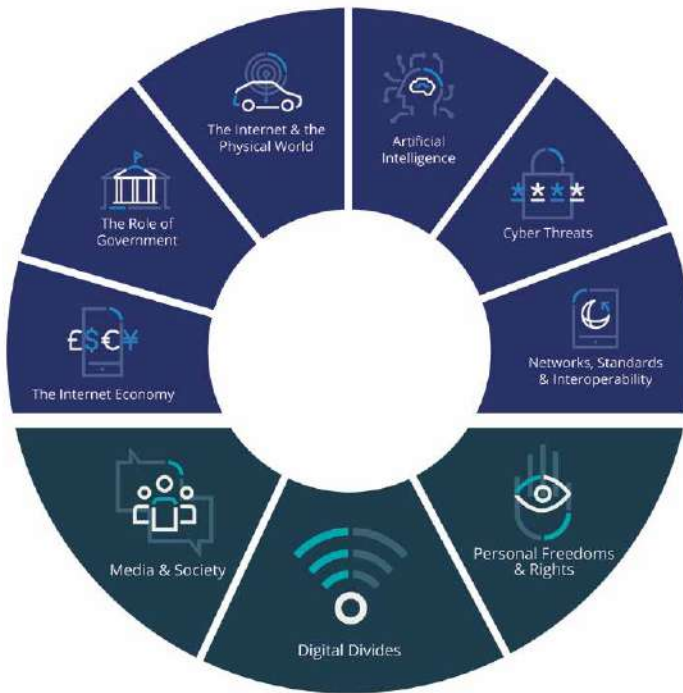 The Internet & the
Physical World
Artificial
Intelligence
The Role of
Government
* * * *
Cyber Threats
£$€¥
The Internet Economy
Networks, Standards
& Interoperability
Media & Society
Personal Freedoms
& Rights
Digital Divides